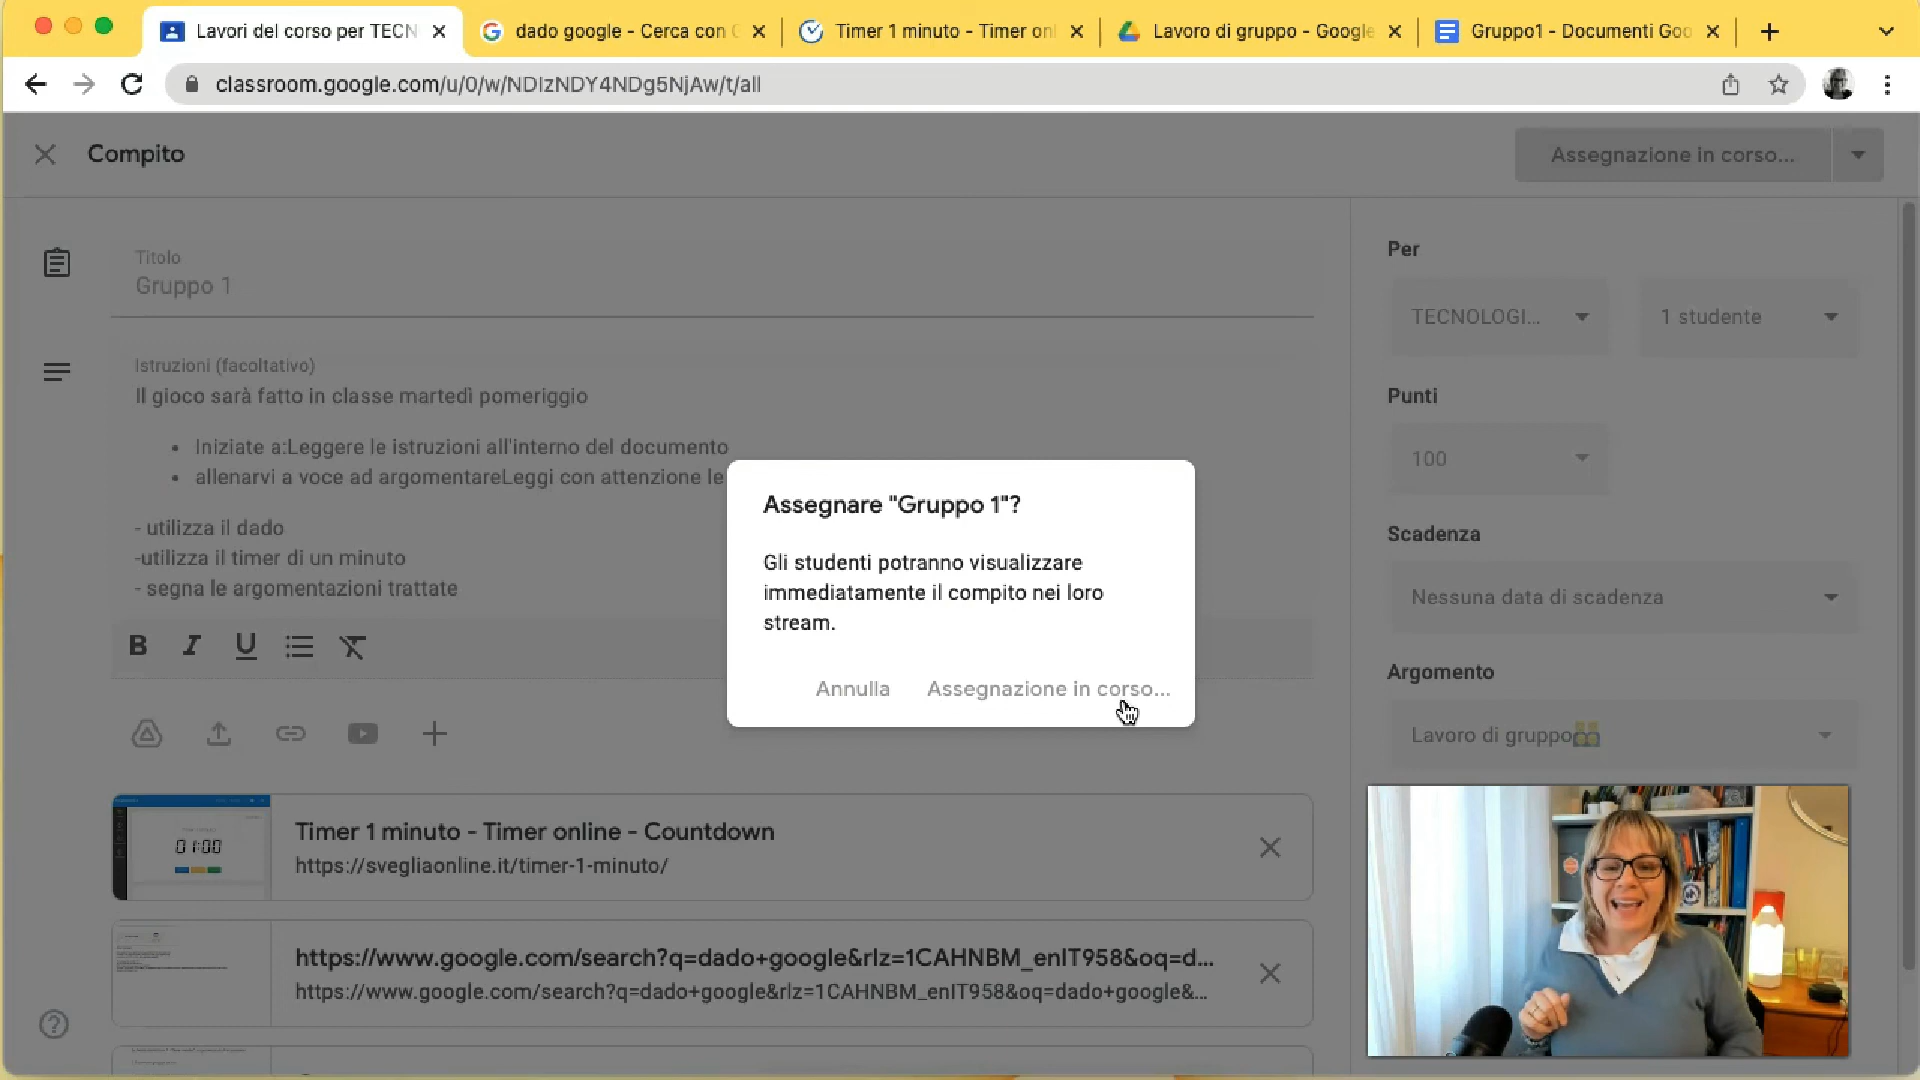 Lavori del corso per TECN
dado google - Cerca con
Timer 1 minuto - Timer onl
Lavoro di gruppo - Google
Gruppo1 - Documenti Goo
classroom.google.com/u/0/w/NDIzNDY4NDg5NjAw/t/all
Compito
Assegnazione in corso...
Titolo
Gruppo 1
Istruzioni (facoltativo)
Il gioco sarà fatto in classe martedì pomeriggio
• Iniziate a:Leggere le istruzioni all'interno del documento
• allenarvi a voce ad argomentareLeggi con attenzione le
- utilizza il dado
-utilizza il timer di un minuto
- segna le argomentazioni trattate
B I U
Assegnare "Gruppo 1"?
Gli studenti potranno visualizzare
immediatamente il compito nei loro
stream.
Annulla Assegnazione in corso...
Per
TECNOLOGI... 1 studente
Punti
100
Scadenza
Nessuna data di scadenza
Argomento
Lavoro di gruppo
01:00
Timer 1 minuto - Timer online - Countdown
https://svegliaonline.it/timer-1-minuto/
https://www.google.com/search?q=dado+google&rlz=1CAHNBM_enIT958&oq=d...
https://www.google.com/search?q=dado+google&rlz=1CAHNBM_enIT958&oq=dado+google&...